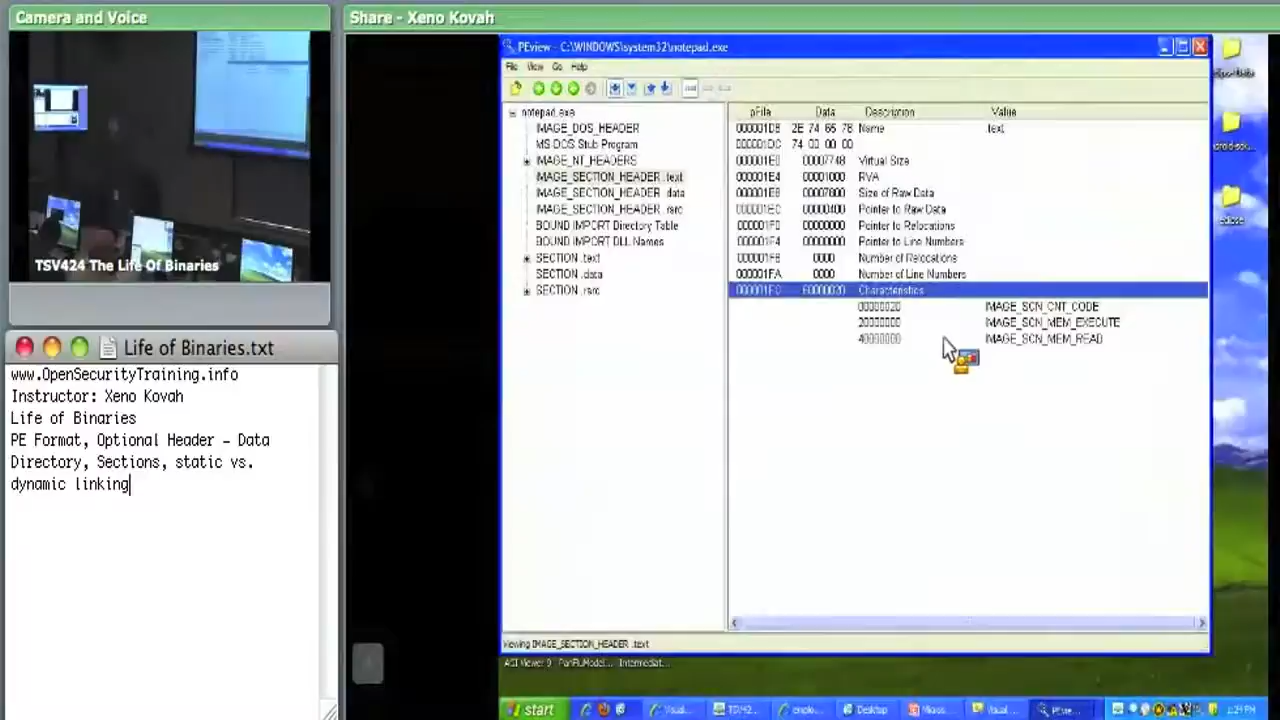 Camera and Voice
TSV424 The Life Of Binaries
Life of Binaries.txt
www.OpenSecurityTraining.info
Instructor: Xeno Kovah
Life of Binaries
PE Format, Optional Header – Data
Directory, Sections, static vs.
dynamic linking
Share - Xeno Kovah
PEview - C:\WINDOWS\system32\notepad.exe
File View Go Help
notepad.exe
IMAGE_DOS_HEADER
MS DOS Stub Program
IMAGE_NT_HEADERS
IMAGE_SECTION_HEADER .text
IMAGE_SECTION_HEADER .data
IMAGE_SECTION_HEADER .rsrc
BOUND IMPORT Directory Table
BOUND IMPORT DLL Names
SECTION .text
SECTION .data
SECTION .rsrc
pFile Data Description Value
000001D8 2E 74 65 78 Name .text
000001DC 74 00 00 00
000001E0 00007748 Virtual Size
000001E4 00001000 RVA
000001E8 00007800 Size of Raw Data
000001EC 00000400 Pointer to Raw Data
000001F0 00000000 Pointer to Relocations
000001F4 00000000 Pointer to Line Numbers
000001F8 0000 Number of Relocations
000001FA 0000 Number of Line Numbers
000001FC 60000020 Characteristics
00000020 IMAGE_SCN_CNT_CODE
20000000 IMAGE_SCN_MEM_EXECUTE
40000000 IMAGE_SCN_MEM_READ
Viewing IMAGE_SECTION_HEADER .text
Intermediat...
start
Visual...
TSV42...
Desktop
Micros...
Visual...
PEvie...